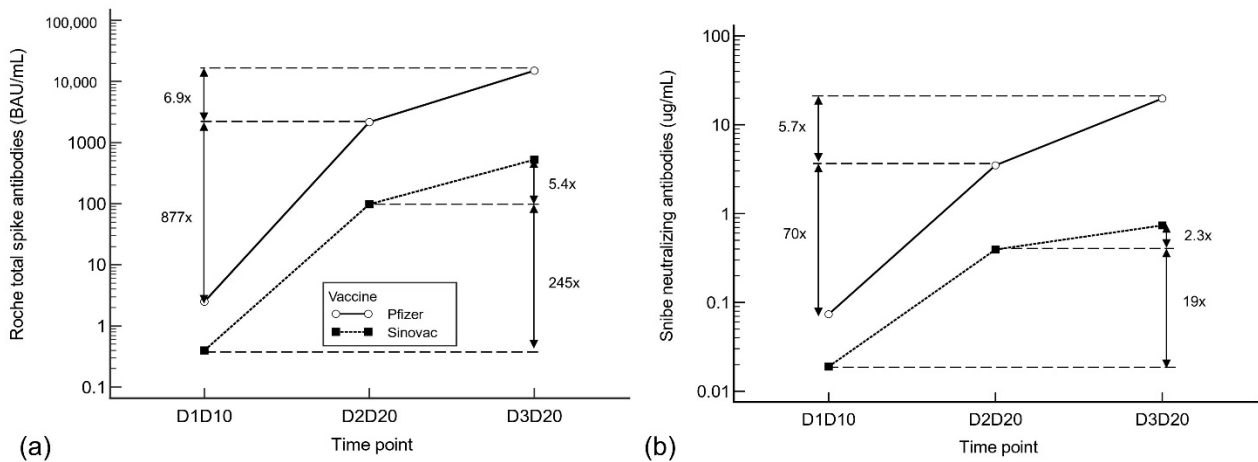 Roche total spike antibodies (BAU/mL)
100,000
10,000
1000
100
10
1
0.1
6.9x
877x
5.4x
245x
Vaccine
Pfizer
Sinovac
D1D10
D2D20
D3D20
Time point
(a)
Snibe neutralizing antibodies (ug/mL)
100
10
1
0.1
0.01
5.7x
70x
2.3x
19x
D1D10
D2D20
D3D20
Time point
(b)